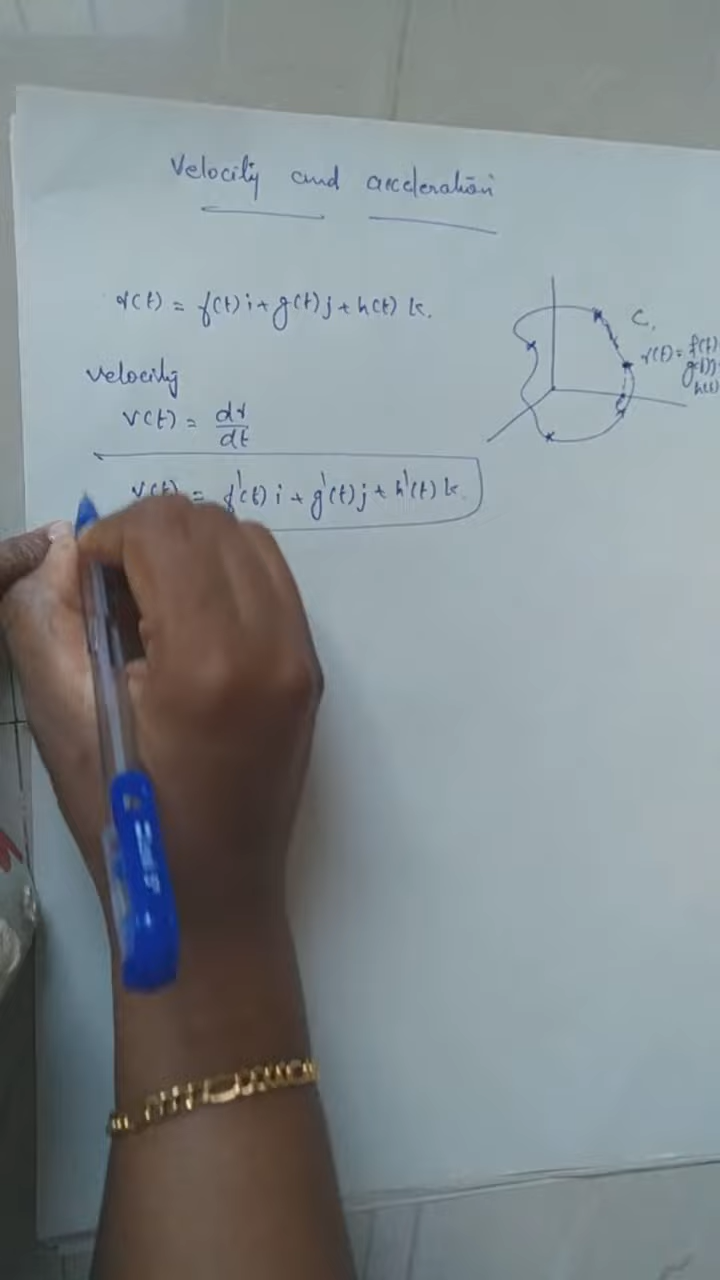 Velocity and acceleration
r(t) = f(t) i + g(t) j + h(t) k.
C.
r(t) = f(t)
g(t)j
h(t)
Velocity
v(t) = dr/dt
v(t) = f'(t) i + g'(t) j + h'(t) k.